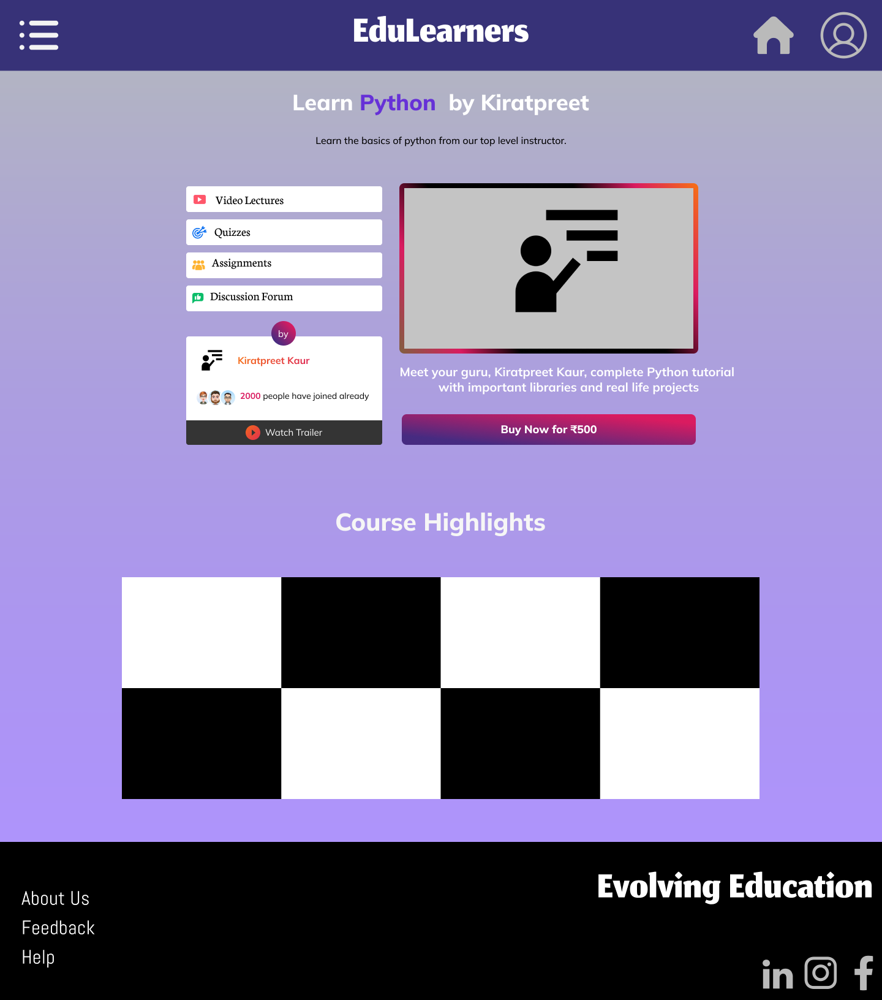 EduLearners
Learn Python by Kiratpreet
Learn the basics of python from our top level instructor.
Video Lectures
Quizzes
Assignments
Discussion Forum
by
Kiratpreet Kaur
2000 people have joined already
Watch Trailer
Meet your guru, Kiratpreet Kaur, complete Python tutorial
with important libraries and real life projects
Buy Now for ₹500
Course Highlights
About Us
Feedback
Help
Evolving Education
in
f